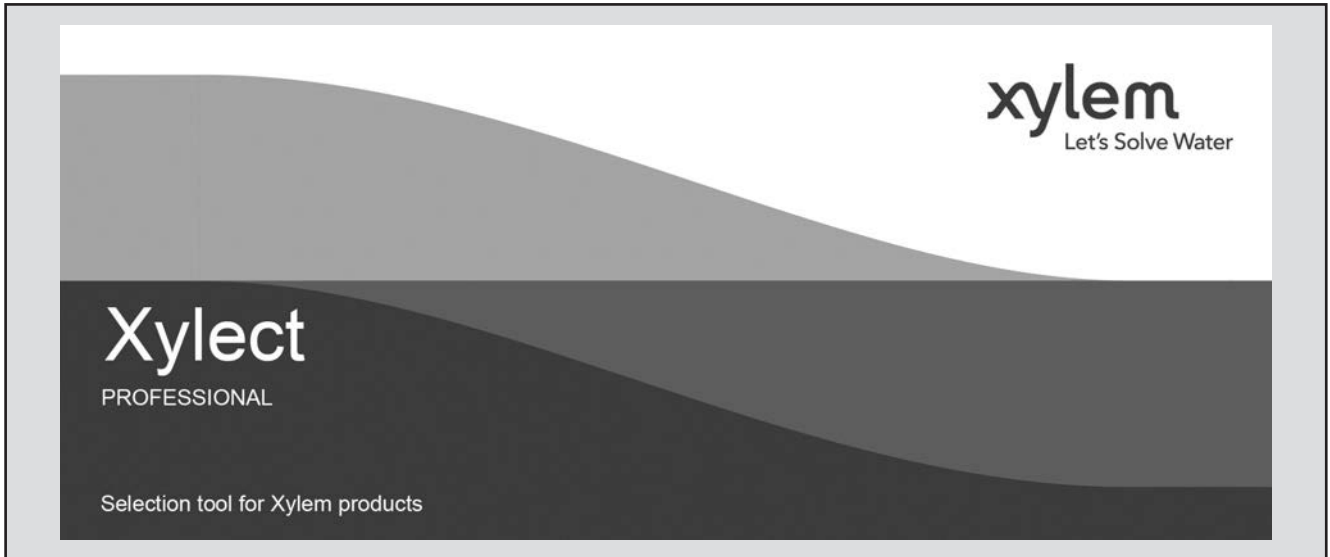 xylem
Let's Solve Water
Xylect
PROFESSIONAL
Selection tool for Xylem products